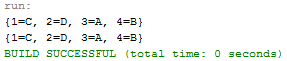 run:
{1=C, 2=D, 3=A, 4=B}
{1=C, 2=D, 3=A, 4=B}
BUILD SUCCESSFUL (total time: 0 seconds)